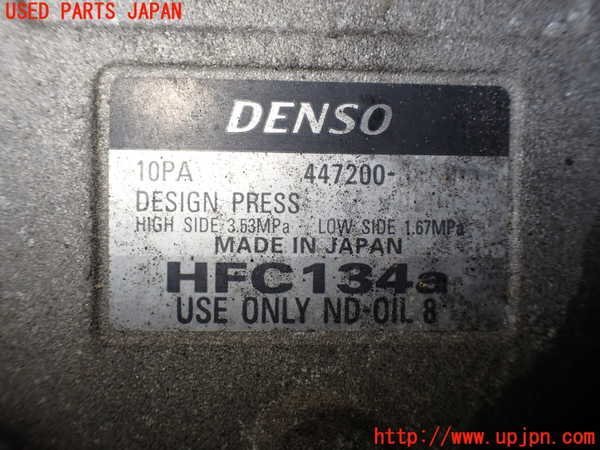 USED PARTS JAPAN
DENSO
10PA 447200-
DESIGN PRESS
HIGH SIDE 3.53MPa LOW SIDE 1.67MPa
MADE IN JAPAN
HFC134a
USE ONLY ND-OIL 8
http://www.upjpn.com/